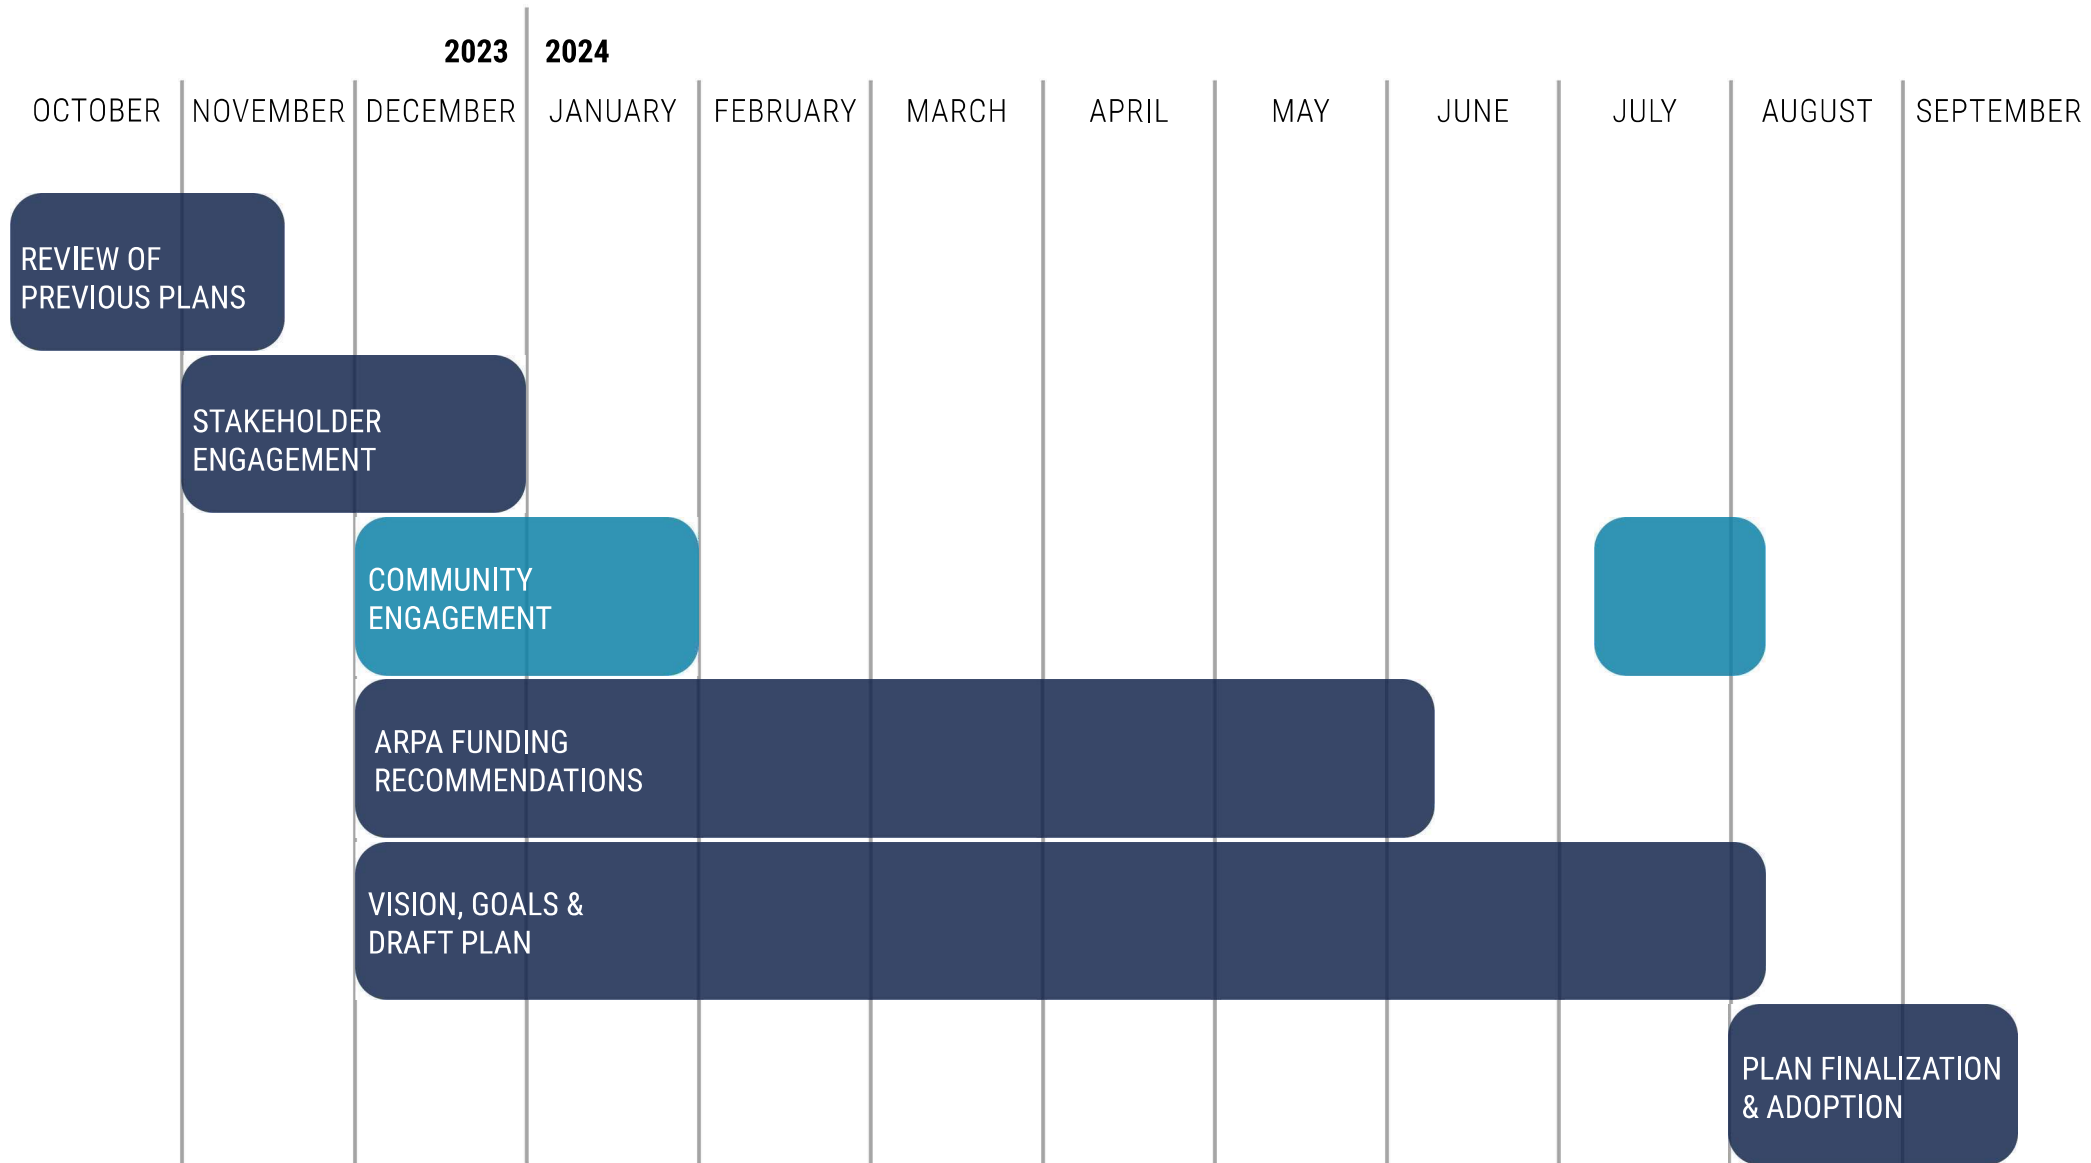 2023 2024
OCTOBER NOVEMBER DECEMBER JANUARY FEBRUARY MARCH APRIL MAY JUNE JULY AUGUST SEPTEMBER
REVIEW OF
PREVIOUS PLANS
STAKEHOLDER
ENGAGEMENT
COMMUNITY
ENGAGEMENT
ARPA FUNDING
RECOMMENDATIONS
VISION, GOALS &
DRAFT PLAN
PLAN FINALIZATION
& ADOPTION